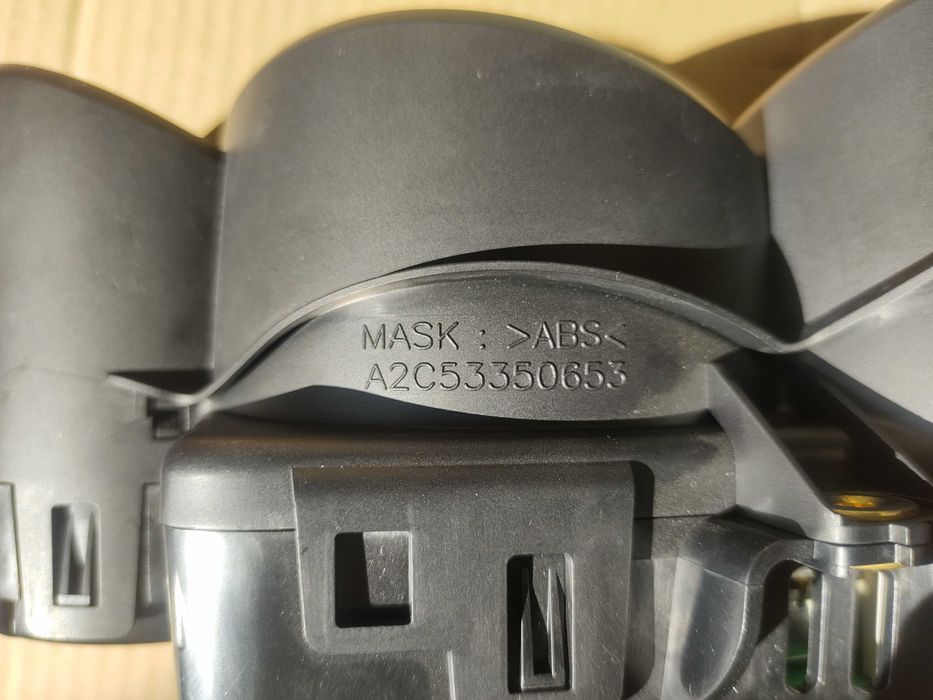 MASK : >ABS<
A2C53350653